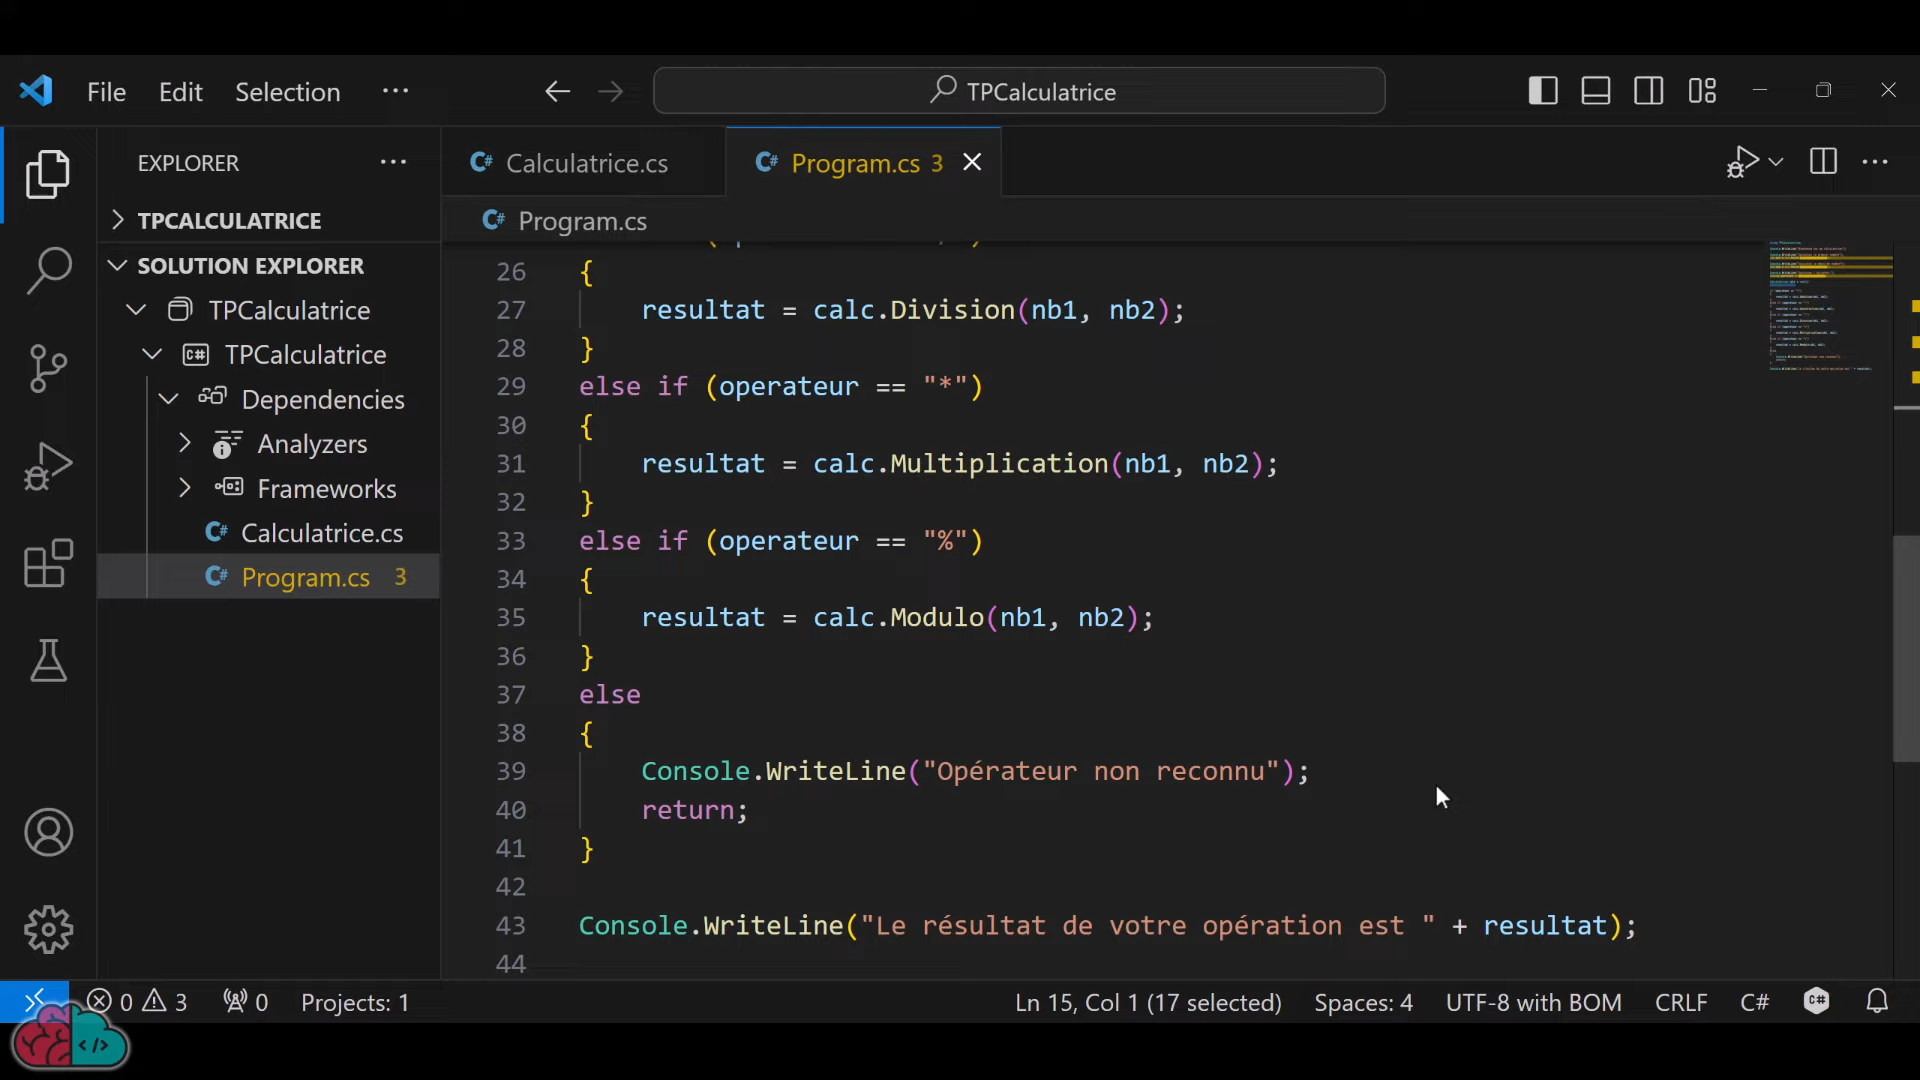 File Edit Selection ··· TPCalculatrice
EXPLORER ···
Calculatrice.cs
Program.cs 3
TPCALCULATRICE
Program.cs
SOLUTION EXPLORER
TPCalculatrice
TPCalculatrice
Dependencies
Analyzers
Frameworks
Calculatrice.cs
Program.cs 3
26 {
27 resultat = calc.Division(nb1, nb2);
28 }
29 else if (operateur == "*")
30 {
31 resultat = calc.Multiplication(nb1, nb2);
32 }
33 else if (operateur == "%")
34 {
35 resultat = calc.Modulo(nb1, nb2);
36 }
37 else
38 {
39 Console.WriteLine("Opérateur non reconnu");
40 return;
41 }
42
43 Console.WriteLine("Le résultat de votre opération est " + resultat);
44
0 3 0 Projects: 1 Ln 15, Col 1 (17 selected) Spaces: 4 UTF-8 with BOM CRLF C#